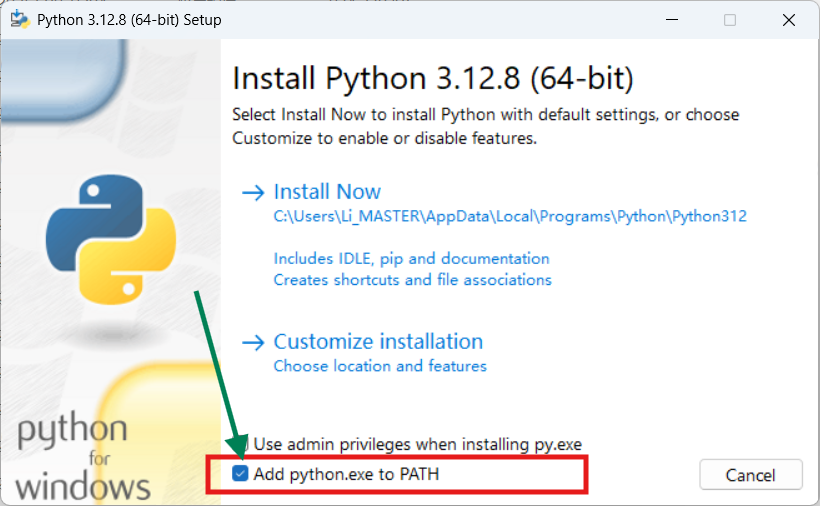 Python 3.12.8 (64-bit) Setup
Install Python 3.12.8 (64-bit)
Select Install Now to install Python with default settings, or choose
Customize to enable or disable features.
Install Now
C:\Users\Li_MASTER\AppData\Local\Programs\Python\Python312
Includes IDLE, pip and documentation
Creates shortcuts and file associations
Customize installation
Choose location and features
Use admin privileges when installing py.exe
Add python.exe to PATH
Cancel
python
for
windows